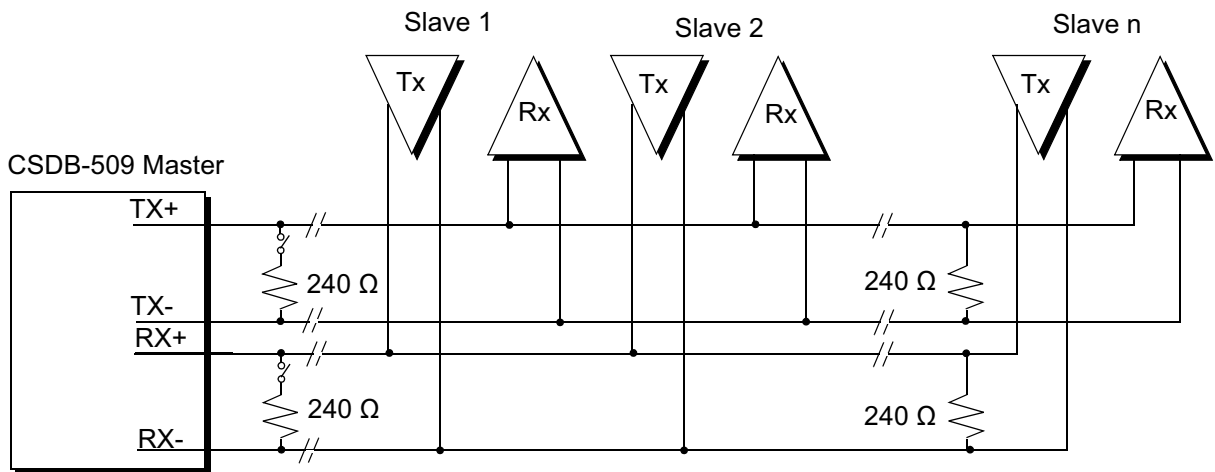 Slave 1
Slave 2
Slave n
Tx
Rx
Tx
Rx
Tx
Rx
CSDB-509 Master
TX+
240 Ω
240 Ω
TX-
RX+
240 Ω
240 Ω
RX-